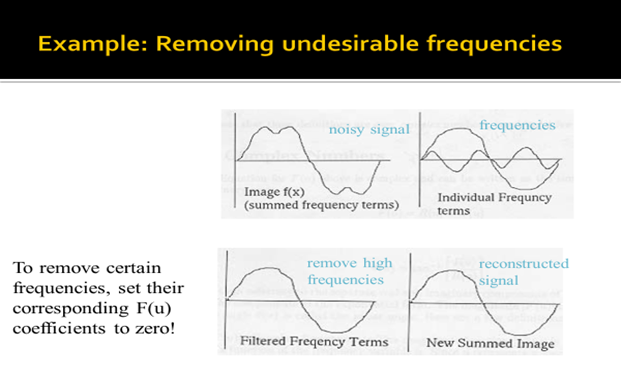 Example: Removing undesirable frequencies
noisy signal
Image f(x)
(summed frequency terms)
frequencies
Individual Frequncy
terms
To remove certain
frequencies, set their
corresponding F(u)
coefficients to zero!
remove high
frequencies
Filtered Freqency Terms
reconstructed
signal
New Summed Image